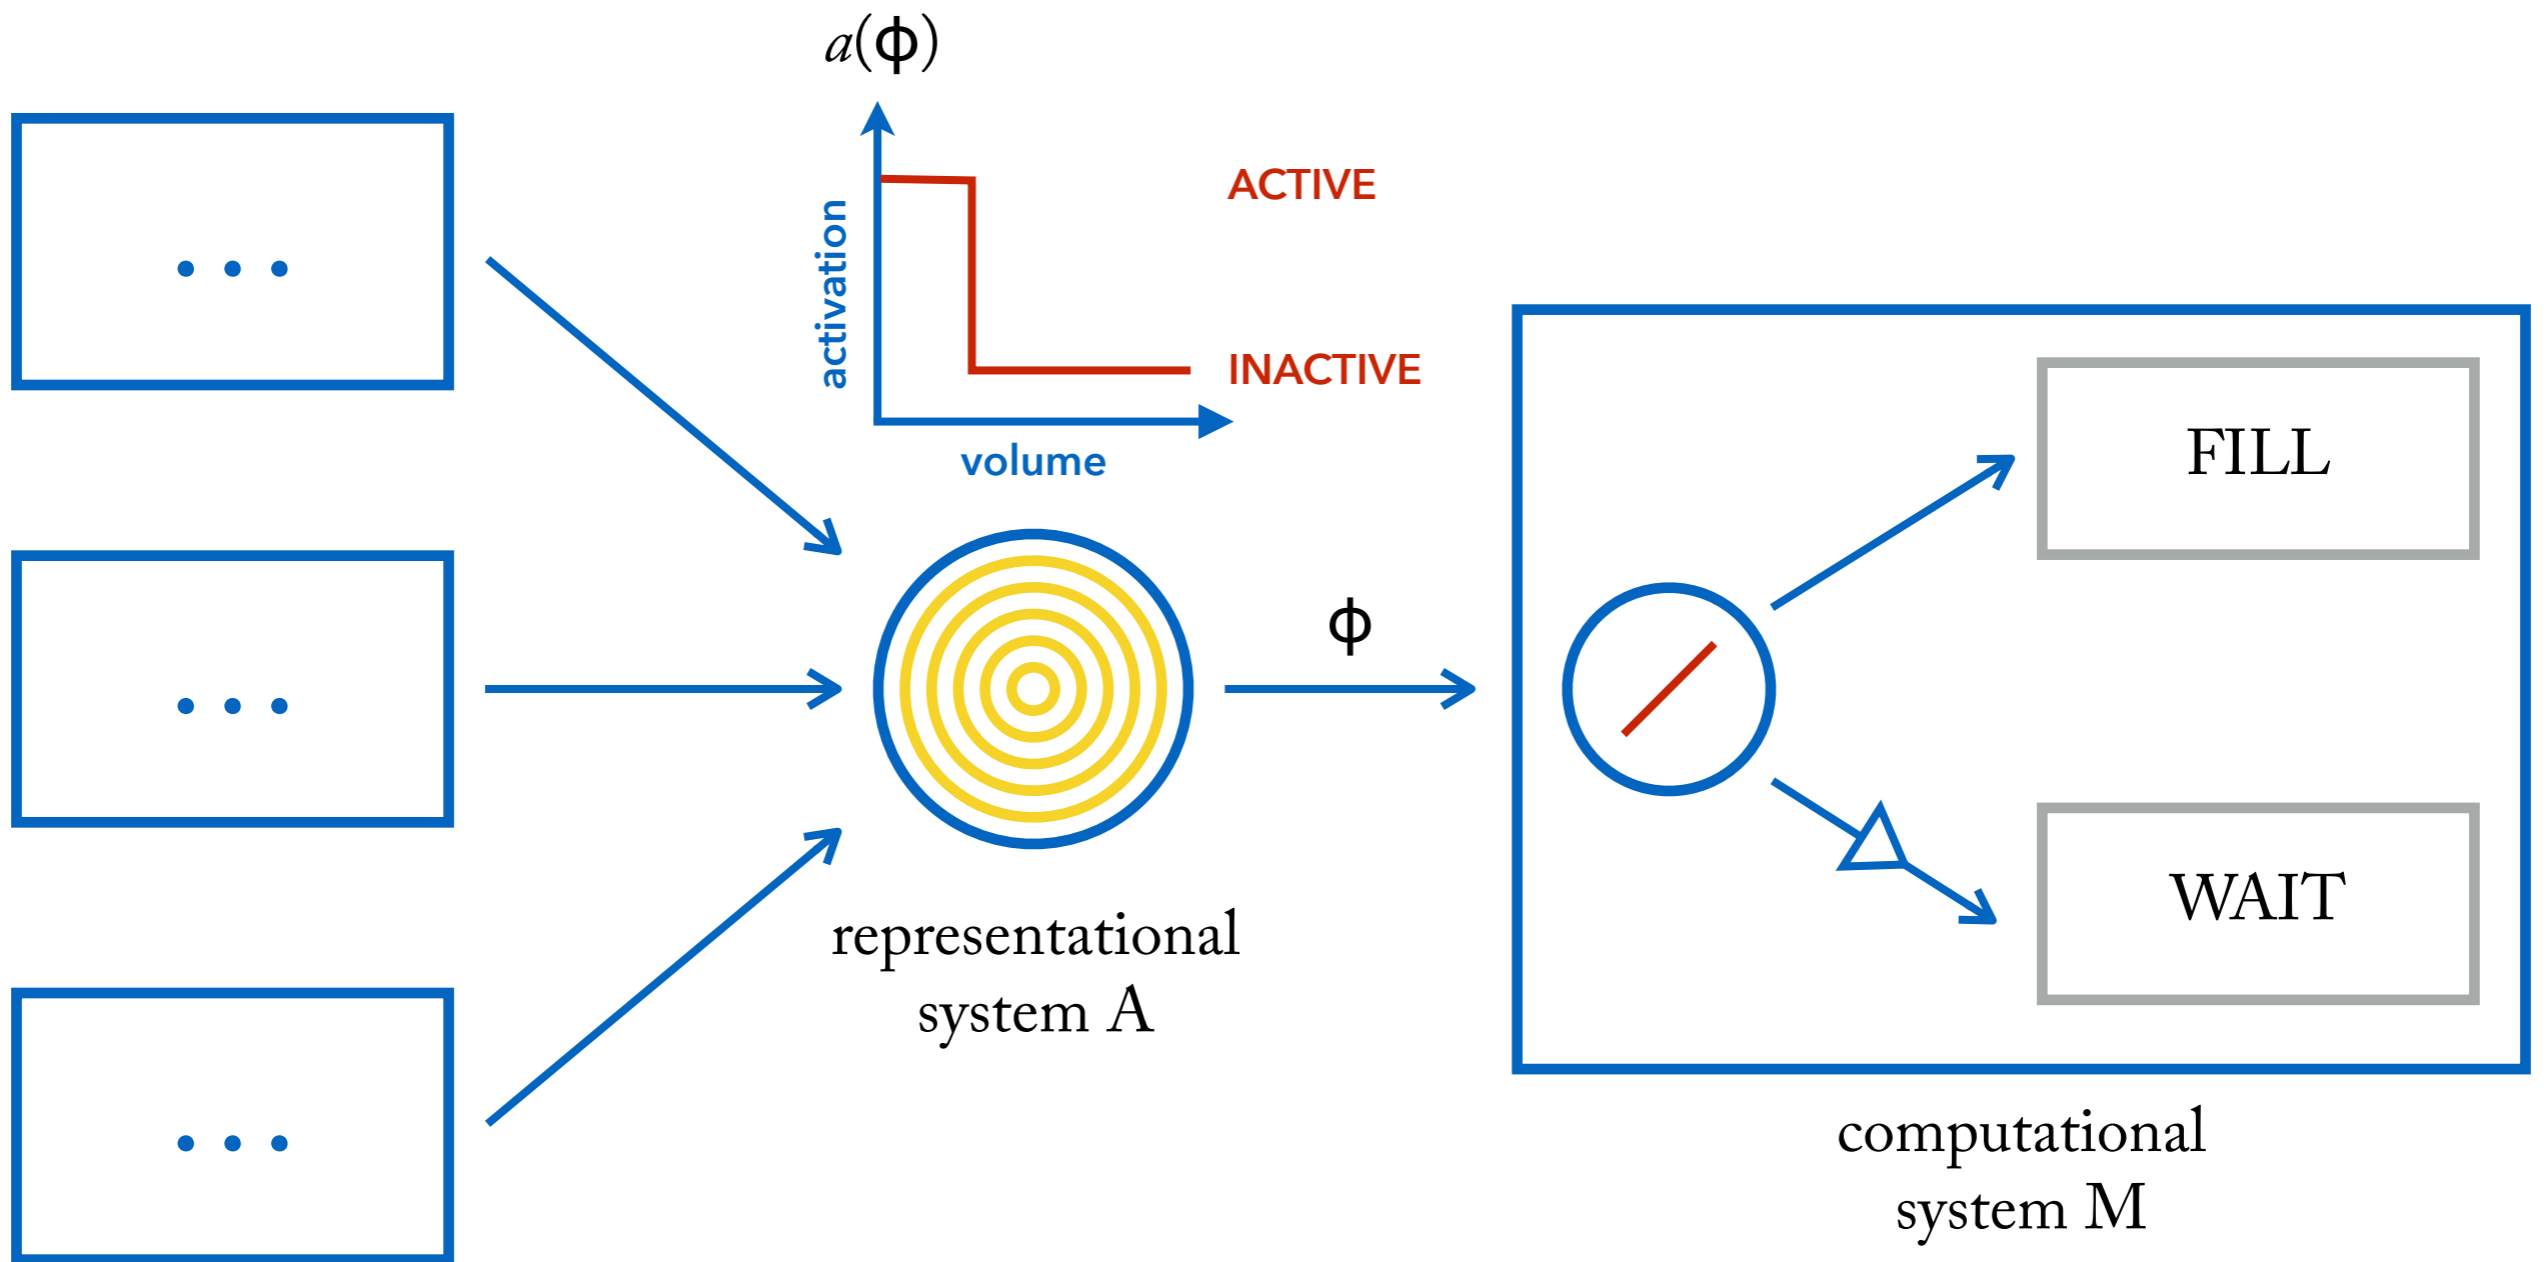 a(ϕ)
activation
ACTIVE
INACTIVE
volume
ϕ
FILL
WAIT
representational
system A
computational
system M